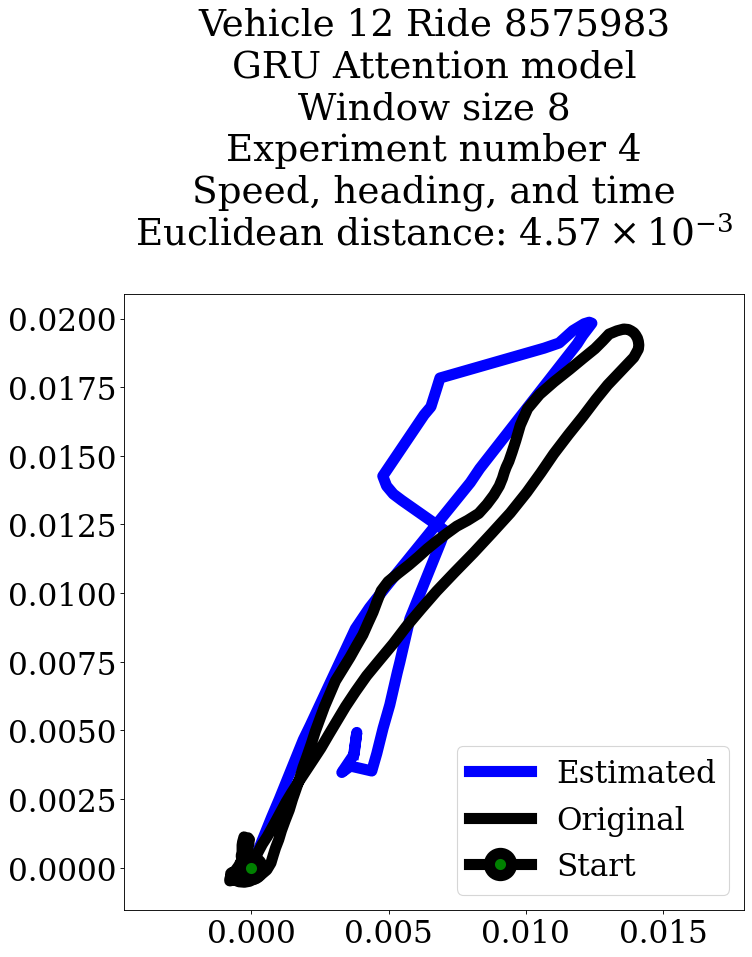 Vehicle 12 Ride 8575983
GRU Attention model
Window size 8
Experiment number 4
Speed, heading, and time
Euclidean distance: 4.57 × 10⁻³
0.0200
0.0175
0.0150
0.0125
0.0100
0.0075
0.0050
0.0025
0.0000
Estimated
Original
Start
0.000 0.005 0.010 0.015